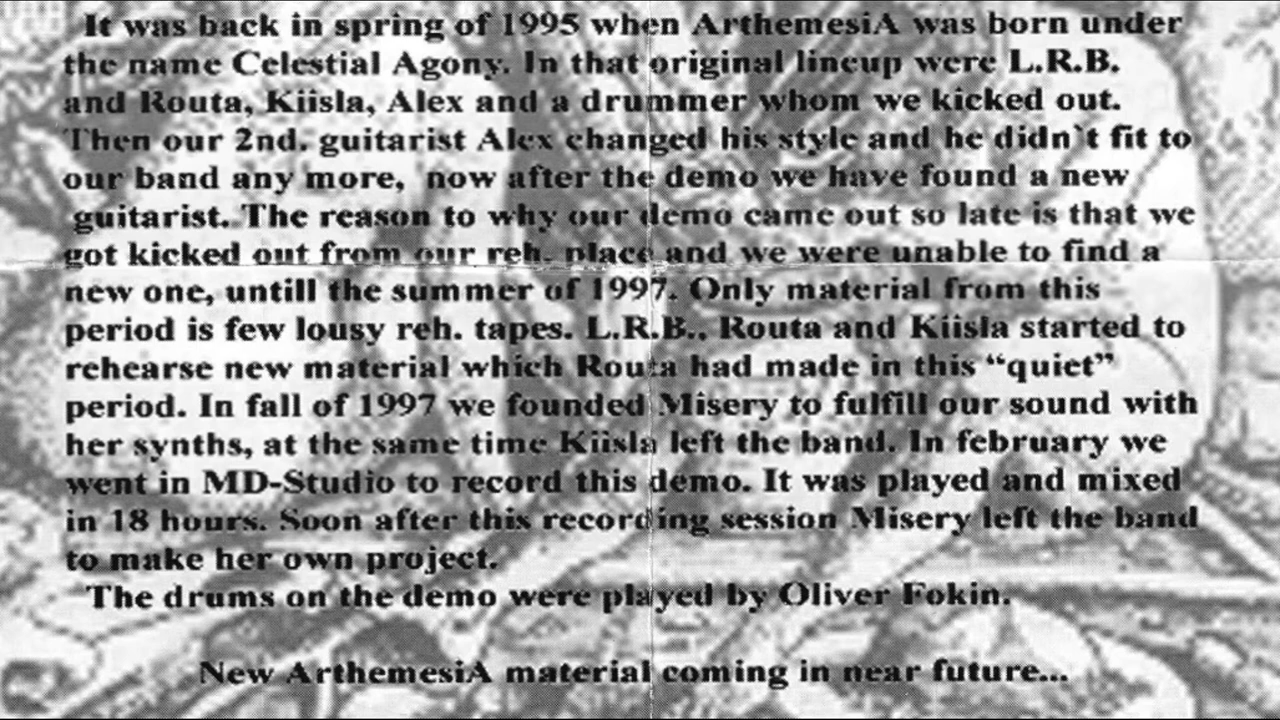 It was back in spring of 1995 when ArthemesiA was born under
the name Celestial Agony. In that original lineup were L.R.B.
and Routa, Kiisla, Alex and a drummer whom we kicked out.
Then our 2nd. guitarist Alex changed his style and he didn`t fit to
our band any more, now after the demo we have found a new
guitarist. The reason to why our demo came out so late is that we
got kicked out from our reh. place and we were unable to find a
new one, untill the summer of 1997. Only material from this
period is few lousy reh. tapes. L.R.B., Routa and Kiisla started to
rehearse new material which Routa had made in this “quiet”
period. In fall of 1997 we founded Misery to fulfill our sound with
her synths, at the same time Kiisla left the band. In february we
went in MD-Studio to record this demo. It was played and mixed
in 18 hours. Soon after this recording session Misery left the band
to make her own project.
The drums on the demo were played by Oliver Fokin.
New ArthemesiA material coming in near future...